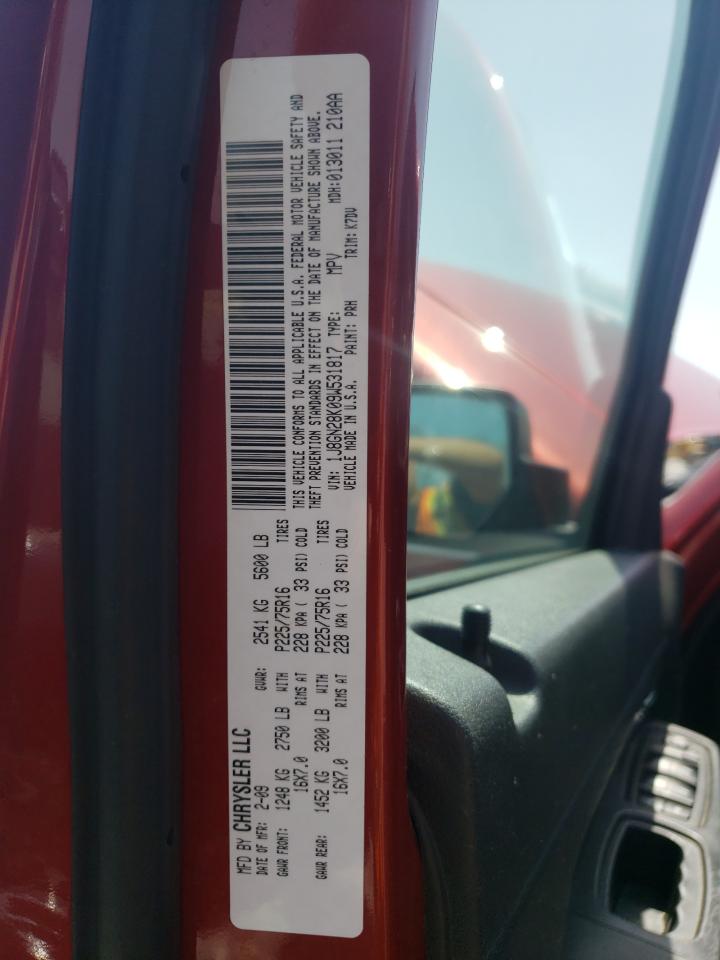 MFD BY CHRYSLER LLC
DATE OF MFR: 2-09 GVWR: 2541 KG 5600 LB
GAWR FRONT: 1248 KG 2750 LB WITH P225/75R16 TIRES
16X7.0 RIMS AT 228 KPA ( 33 PSI) COLD
GAWR REAR: 1452 KG 3200 LB WITH P225/75R16 TIRES
16X7.0 RIMS AT 228 KPA ( 33 PSI) COLD
THIS VEHICLE CONFORMS TO ALL APPLICABLE U.S.A. FEDERAL MOTOR VEHICLE SAFETY AND
THEFT PREVENTION STANDARDS IN EFFECT ON THE DATE OF MANUFACTURE SHOWN ABOVE.
VIN: 1J8GN28K09W531817 TYPE: MPV MDH:013011 210AA
VEHICLE MADE IN U.S.A. PAINT: PRH TRIM: K7DV